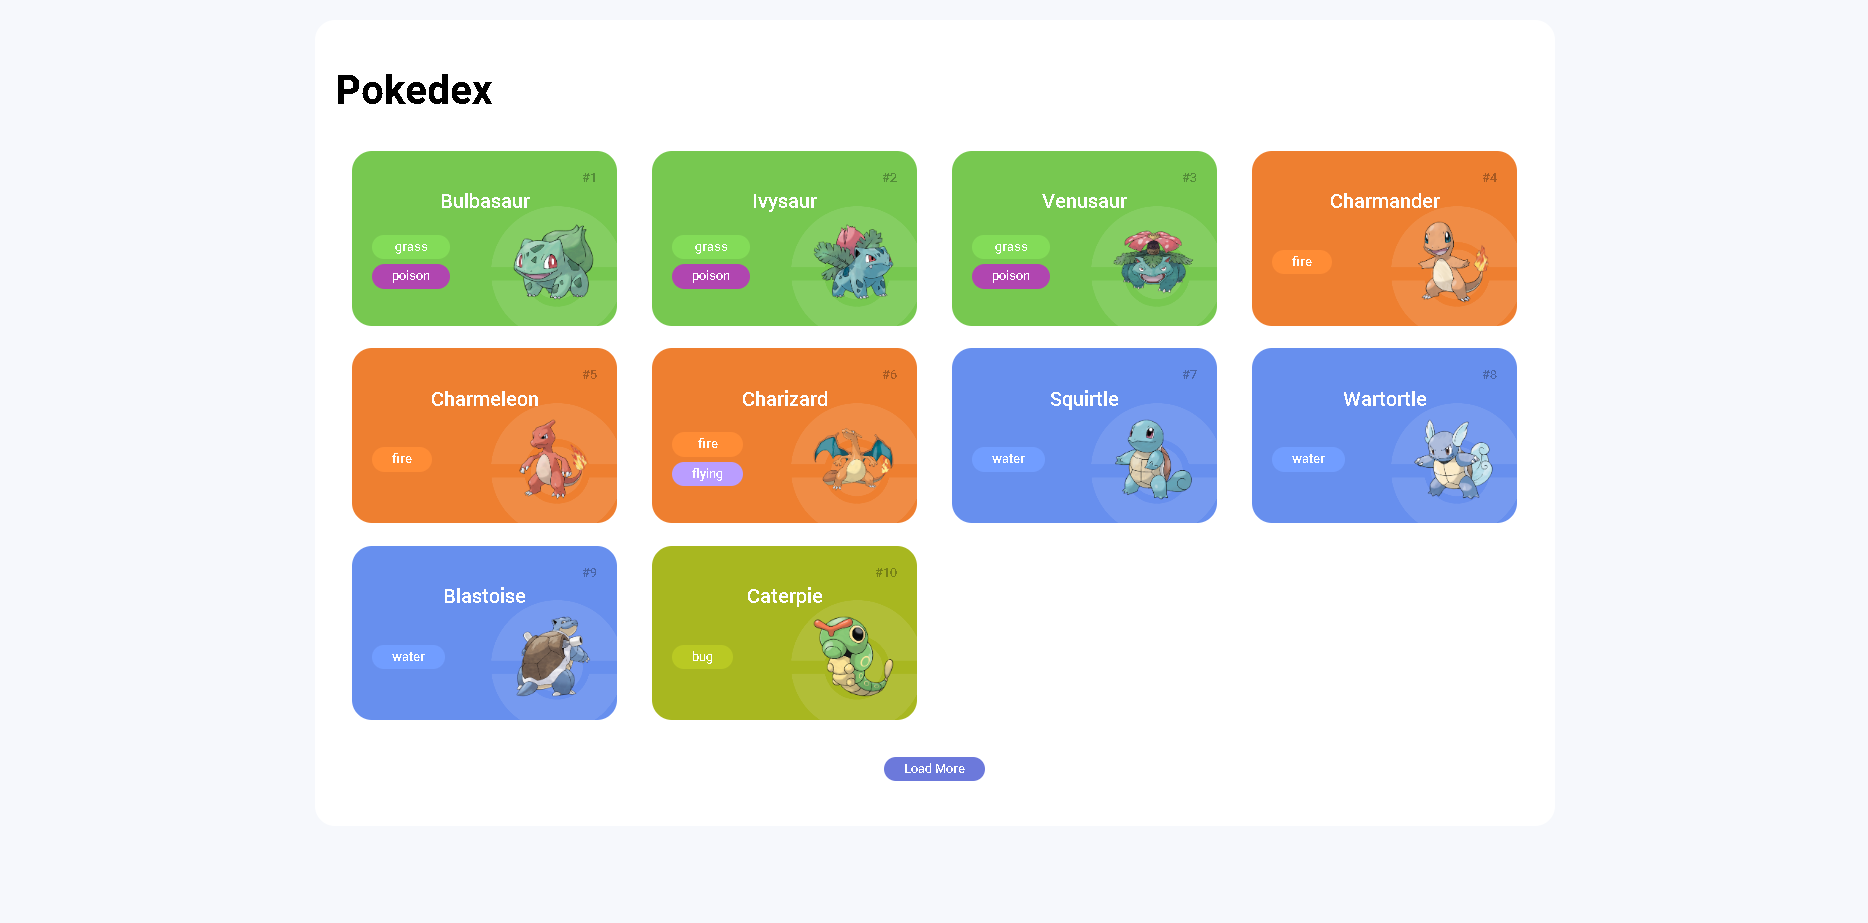 Pokedex
#1
Bulbasaur
grass
poison
#2
Ivysaur
grass
poison
#3
Venusaur
grass
poison
#4
Charmander
fire
#5
Charmeleon
fire
#6
Charizard
fire
flying
#7
Squirtle
water
#8
Wartortle
water
#9
Blastoise
water
#10
Caterpie
bug
Load More